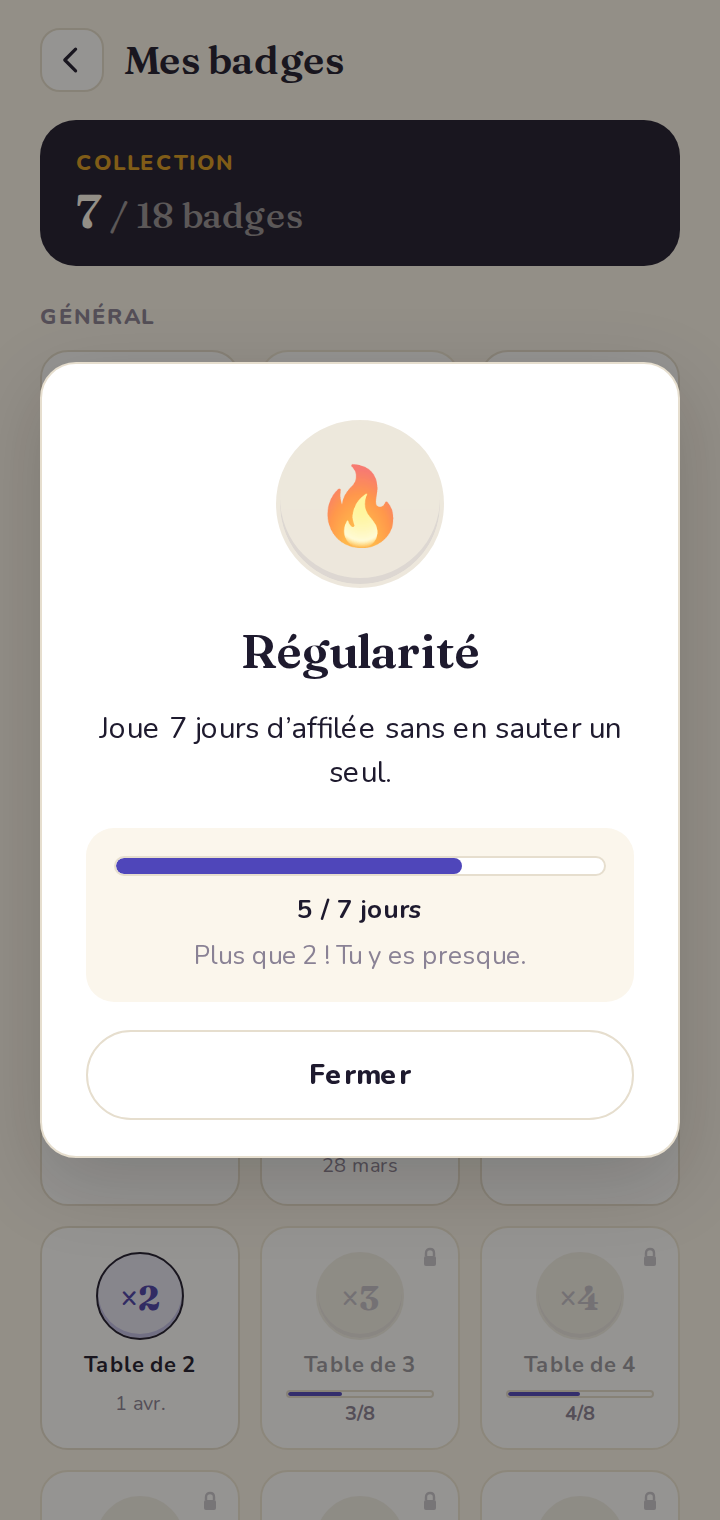 Mes badges
COLLECTION
7 / 18 badges
GÉNÉRAL
Régularité
Joue 7 jours d’affilée sans en sauter un
seul.
5 / 7 jours
Plus que 2 ! Tu y es presque.
Fermer
28 mars
×2
×3
×4
Table de 2
Table de 3
Table de 4
1 avr.
3/8
4/8